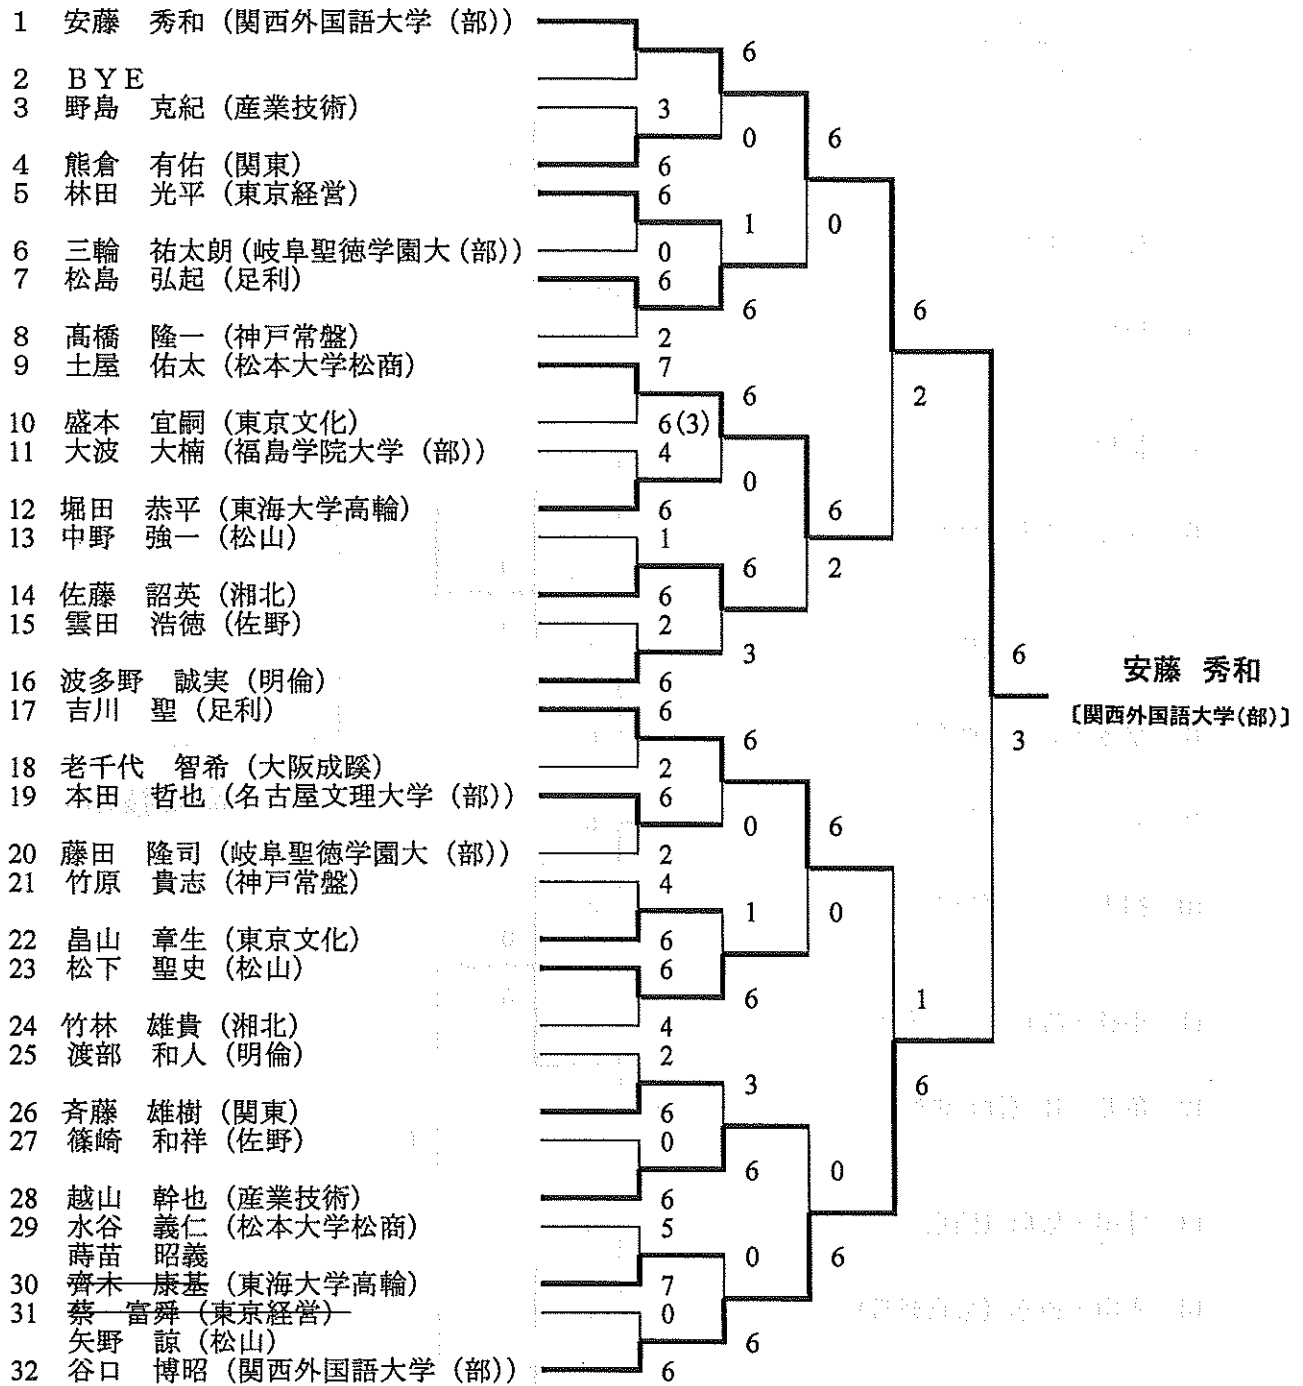 1 安藤 秀和 (関西外国語大学 (部))
6
2 BYE
3 野島 克紀 (産業技術)
3
0
6
4 熊倉 有佑 (関東)
6
5 林田 光平 (東京経営)
6
1
0
6 三輪 祐太朗 (岐阜聖徳学園大 (部))
0
7 松島 弘起 (足利)
6
6
6
8 髙橋 隆一 (神戸常盤)
2
9 土屋 佑太 (松本大学松商)
7
6
2
10 盛本 宜嗣 (東京文化)
6(3)
11 大波 大楠 (福島学院大学 (部))
4
0
12 堀田 恭平 (東海大学高輪)
6
6
13 中野 強一 (松山)
1
6
2
14 佐藤 詔英 (湘北)
6
15 雲田 浩徳 (佐野)
2
3
6
安藤 秀和
16 波多野 誠実 (明倫)
6
17 吉川 聖 (足利)
6
〔関西外国語大学(部)〕
6
3
18 老千代 智希 (大阪成蹊)
2
19 本田 哲也 (名古屋文理大学 (部))
6
0
6
20 藤田 隆司 (岐阜聖徳学園大 (部))
2
21 竹原 貴志 (神戸常盤)
4
1
0
22 畠山 章生 (東京文化)
6
23 松下 聖史 (松山)
6
6
1
24 竹林 雄貴 (湘北)
4
25 渡部 和人 (明倫)
2
3
6
26 斉藤 雄樹 (関東)
6
27 篠崎 和祥 (佐野)
0
6
0
28 越山 幹也 (産業技術)
6
29 水谷 義仁 (松本大学松商)
5
蒔苗 昭義
0
6
30 齊木 康基 (東海大学高輪)
7
31 蔡 富舜 (東京経営)
0
矢野 諒 (松山)
6
32 谷口 博昭 (関西外国語大学 (部))
6